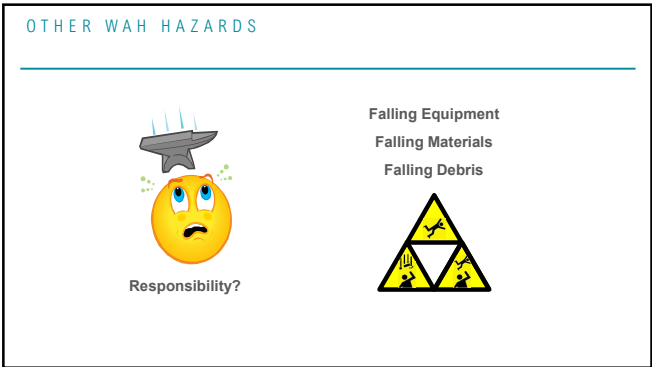 OTHER WAH HAZARDS
Falling Equipment
Falling Materials
Falling Debris
Responsibility?